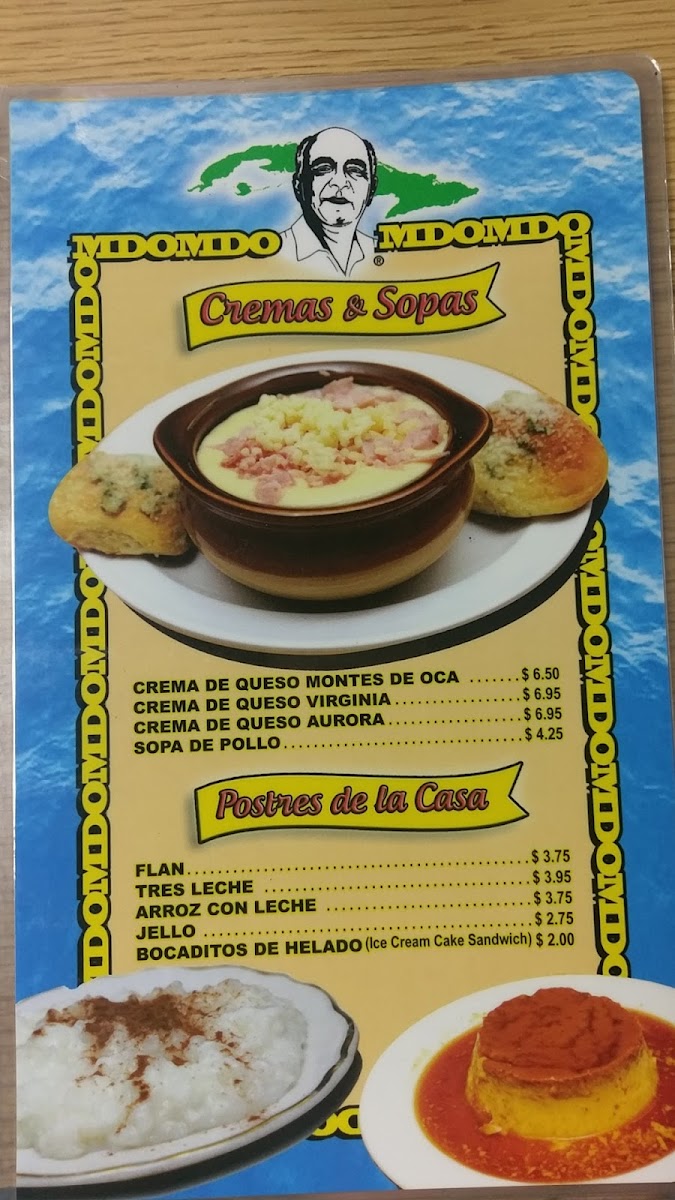 MDOMDO MDOMDO
®
Cremas & Sopas
CREMA DE QUESO MONTES DE OCA .......$ 6.50
CREMA DE QUESO VIRGINIA.................$ 6.95
CREMA DE QUESO AURORA..................$ 6.95
SOPA DE POLLO................................$ 4.25
Postres de la Casa
FLAN..............................................$ 3.75
TRES LECHE ...................................$ 3.95
ARROZ CON LECHE ...........................$ 3.75
JELLO ............................................$ 2.75
BOCADITOS DE HELADO (Ice Cream Cake Sandwich) $ 2.00